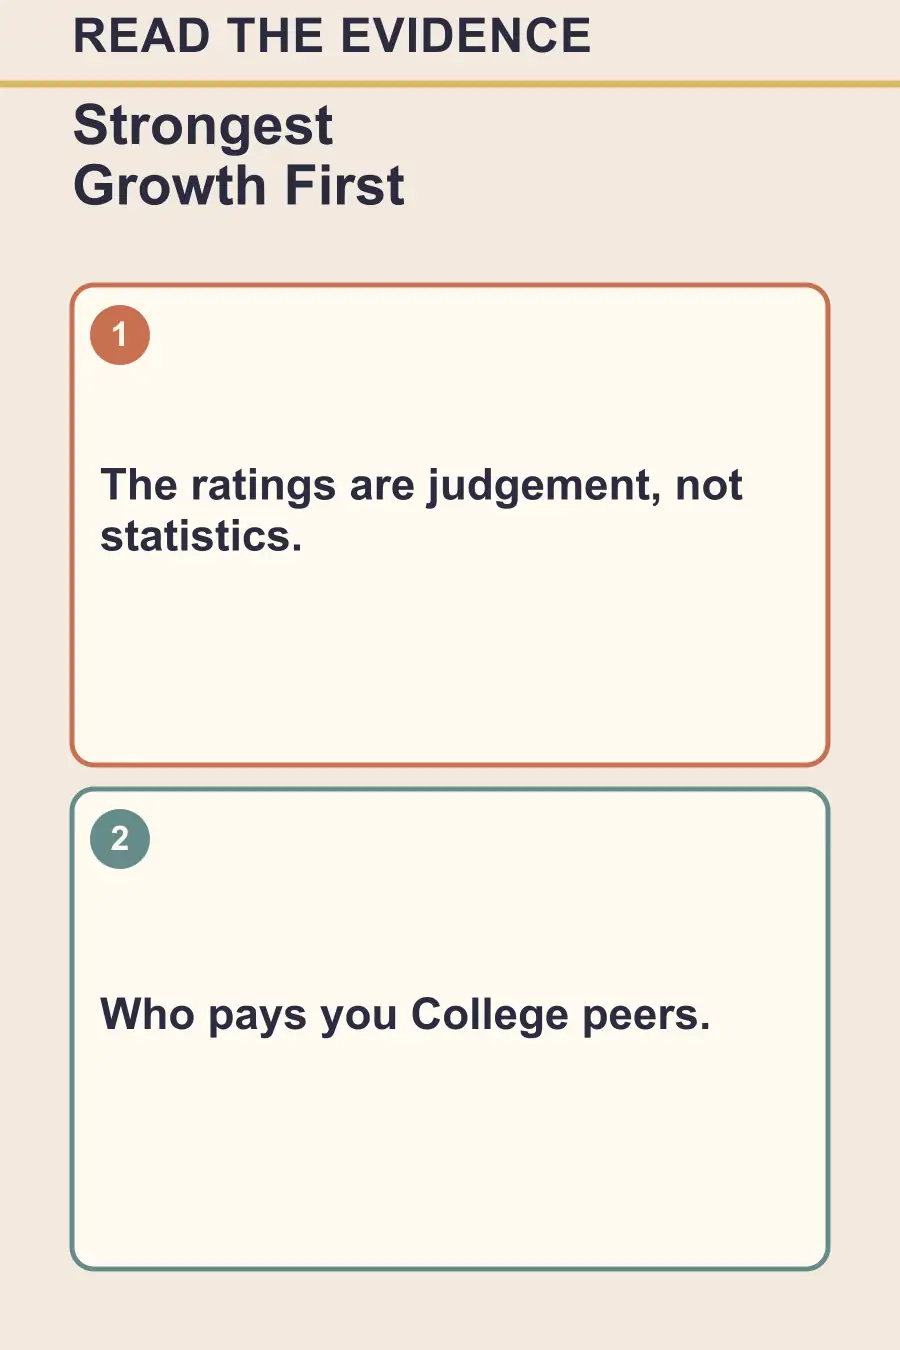 READ THE EVIDENCE
Strongest
Growth First
1
The ratings are judgement, not
statistics.
2
Who pays you College peers.